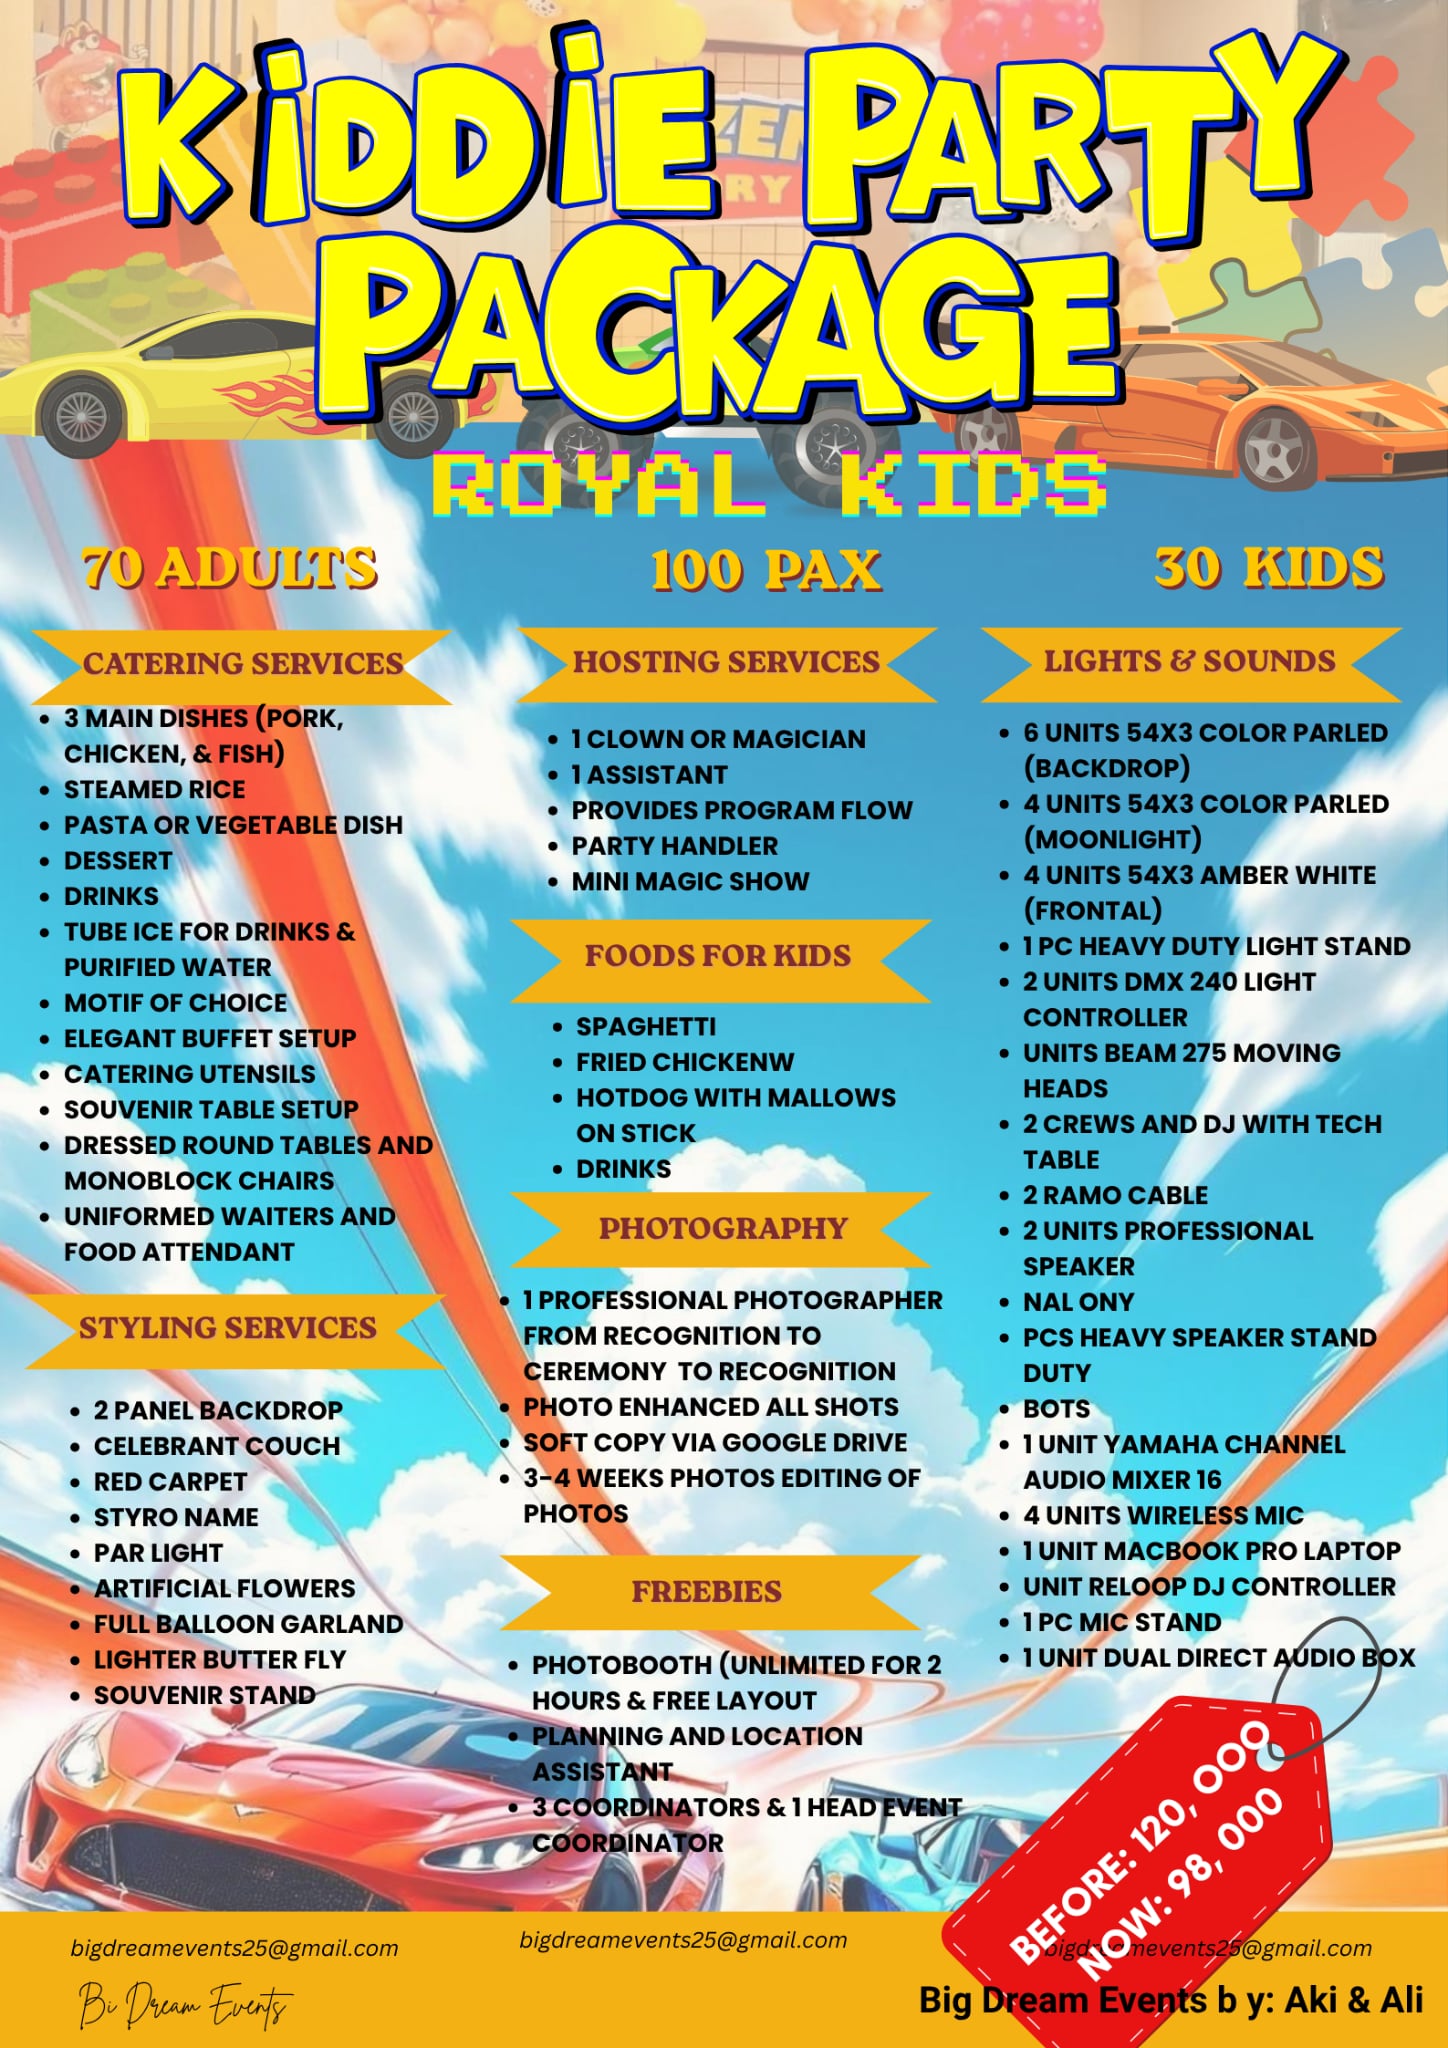 KiDDiE PARTY
PACKAGE
ROYAL KIDS
70 ADULTS
100 PAX
30 KIDS
CATERING SERVICES
• 3 MAIN DISHES (PORK,
CHICKEN, & FISH)
• STEAMED RICE
• PASTA OR VEGETABLE DISH
• DESSERT
• DRINKS
• TUBE ICE FOR DRINKS &
PURIFIED WATER
• MOTIF OF CHOICE
• ELEGANT BUFFET SETUP
• CATERING UTENSILS
• SOUVENIR TABLE SETUP
• DRESSED ROUND TABLES AND
MONOBLOCK CHAIRS
• UNIFORMED WAITERS AND
FOOD ATTENDANT
STYLING SERVICES
• 2 PANEL BACKDROP
• CELEBRANT COUCH
• RED CARPET
• STYRO NAME
• PAR LIGHT
• ARTIFICIAL FLOWERS
• FULL BALLOON GARLAND
• LIGHTER BUTTER FLY
• SOUVENIR STAND
HOSTING SERVICES
• 1 CLOWN OR MAGICIAN
• 1 ASSISTANT
• PROVIDES PROGRAM FLOW
• PARTY HANDLER
• MINI MAGIC SHOW
FOODS FOR KIDS
• SPAGHETTI
• FRIED CHICKENW
• HOTDOG WITH MALLOWS
ON STICK
• DRINKS
PHOTOGRAPHY
• 1 PROFESSIONAL PHOTOGRAPHER
FROM RECOGNITION TO
CEREMONY TO RECOGNITION
• PHOTO ENHANCED ALL SHOTS
• SOFT COPY VIA GOOGLE DRIVE
• 3-4 WEEKS PHOTOS EDITING OF
PHOTOS
FREEBIES
• PHOTOBOOTH (UNLIMITED FOR 2
HOURS & FREE LAYOUT
• PLANNING AND LOCATION
ASSISTANT
• 3 COORDINATORS & 1 HEAD EVENT
COORDINATOR
LIGHTS & SOUNDS
• 6 UNITS 54X3 COLOR PARLED
(BACKDROP)
• 4 UNITS 54X3 COLOR PARLED
(MOONLIGHT)
• 4 UNITS 54X3 AMBER WHITE
(FRONTAL)
• 1 PC HEAVY DUTY LIGHT STAND
• 2 UNITS DMX 240 LIGHT
CONTROLLER
• UNITS BEAM 275 MOVING
HEADS
• 2 CREWS AND DJ WITH TECH
TABLE
• 2 RAMO CABLE
• 2 UNITS PROFESSIONAL
SPEAKER
• NAL ONY
• PCS HEAVY SPEAKER STAND
DUTY
• BOTS
• 1 UNIT YAMAHA CHANNEL
AUDIO MIXER 16
• 4 UNITS WIRELESS MIC
• 1 UNIT MACBOOK PRO LAPTOP
• UNIT RELOOP DJ CONTROLLER
• 1 PC MIC STAND
• 1 UNIT DUAL DIRECT AUDIO BOX
BEFORE: 120, OOO
NOW: 98, 000
bigdreamevents25@gmail.com
bigdreamevents25@gmail.com
bigdreamevents25@gmail.com
Bi Dream Events
Big Dream Events b y: Aki & Ali